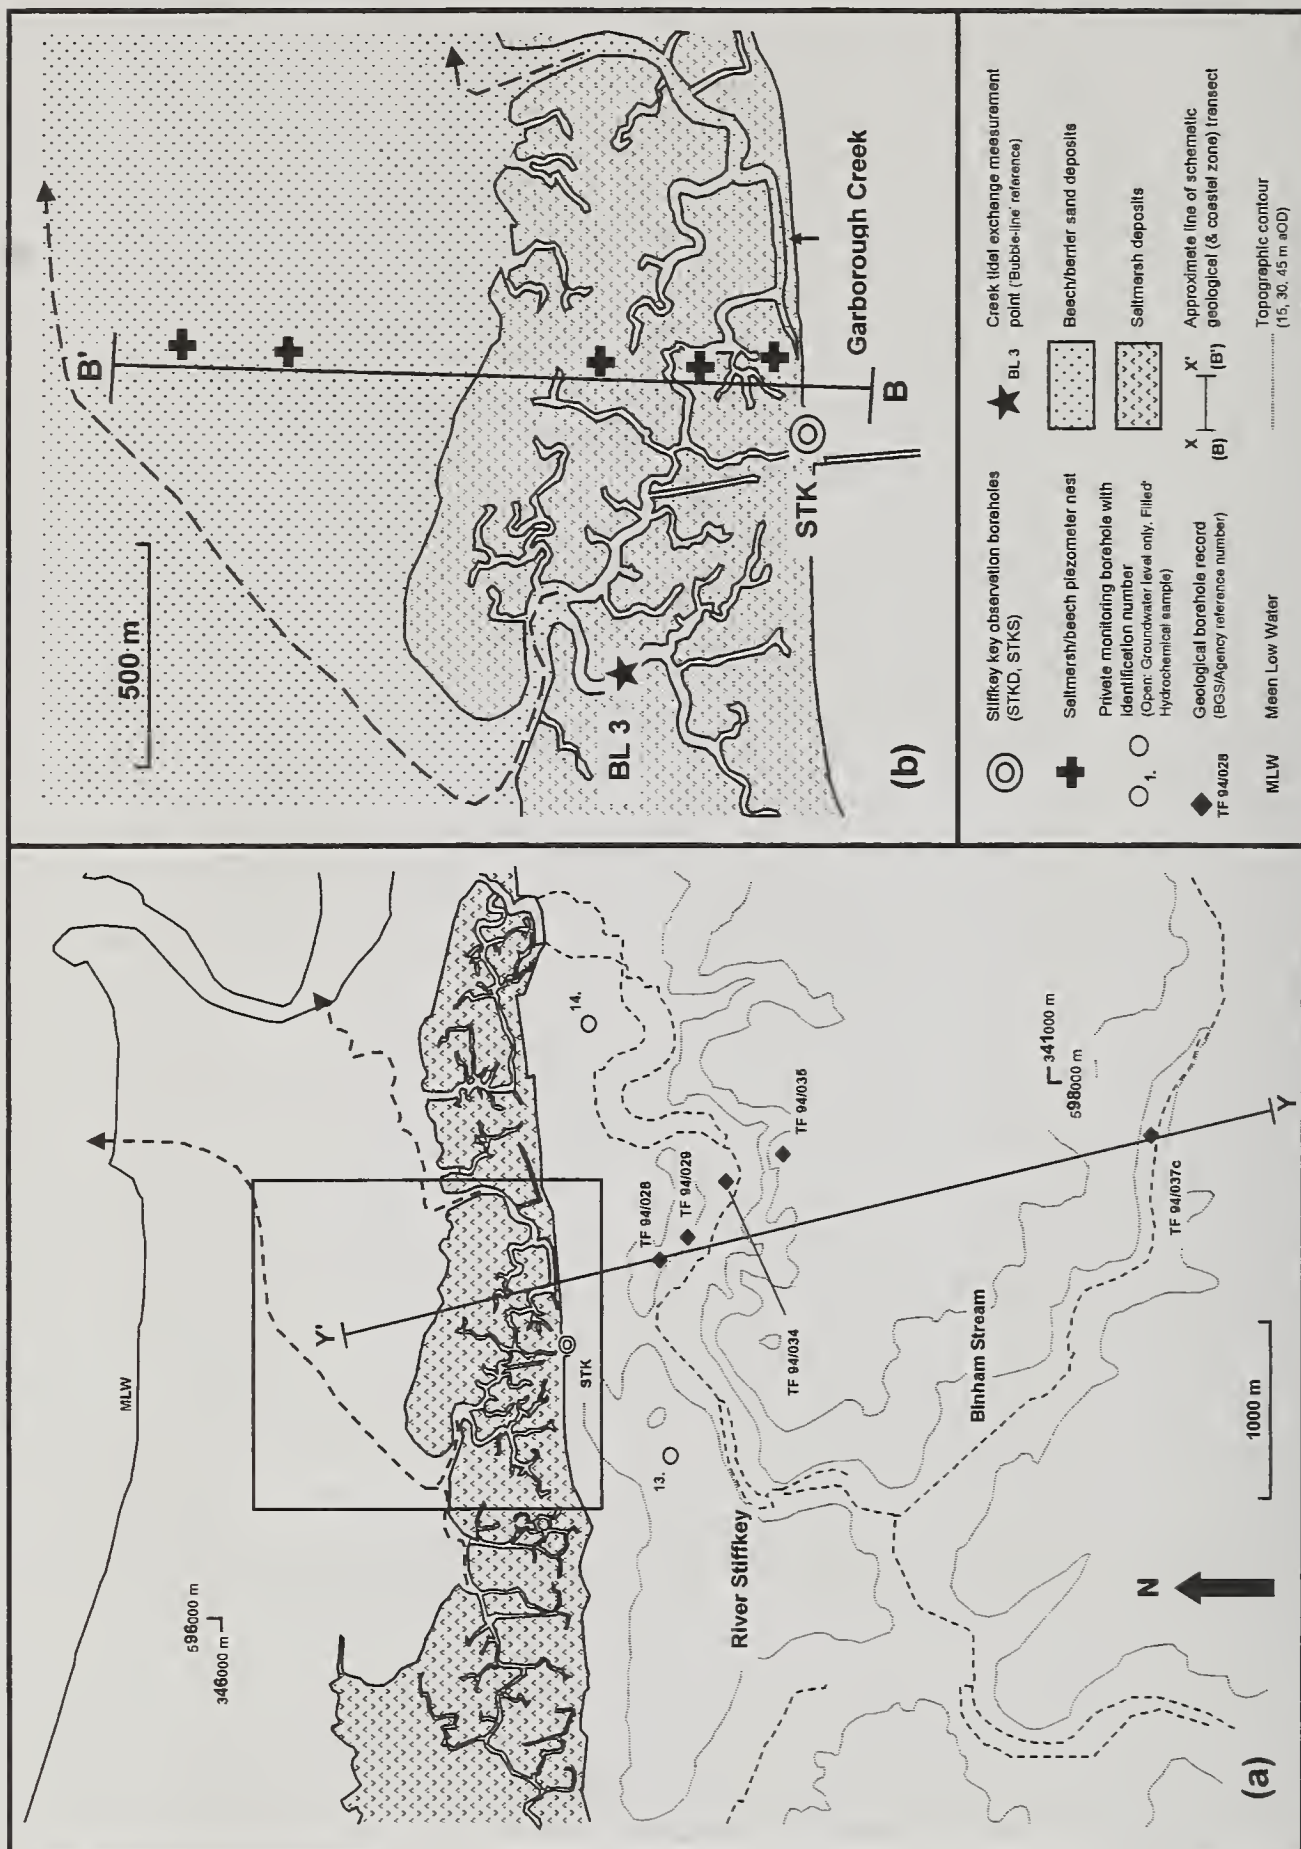 MLW
596000 m
346000 m
Y'
STK
14.
13.
TF 94/028
TF 94/029
TF 94/035
TF 94/034
River Stiffkey
Binham Stream
341000 m
598000 m
TF 94/037c
Y
N
1000 m
(a)
500 m
B'
BL 3
STK
B
Garborough Creek
(b)
Stiffkey key observation boreholes
(STKD, STKS)
Saltmarsh/beech piezometer nest
1.
Private monitoring borehole with
identification number
(Open: Groundwater level only, Filled'
Hydrochemical sample)
TF 94/028
Geological borehole record
(BGS/Agency reference number)
MLW
Mean Low Water
BL 3
Creek tidal exchange measurement
point ('Bubble-line' reference)
Beech/barrier sand deposits
Saltmarsh deposits
X X'
(B) (B')
Approximate line of schematic
geological (& coastal zone) transect
Topographic contour
(15, 30, 45 m aOD)